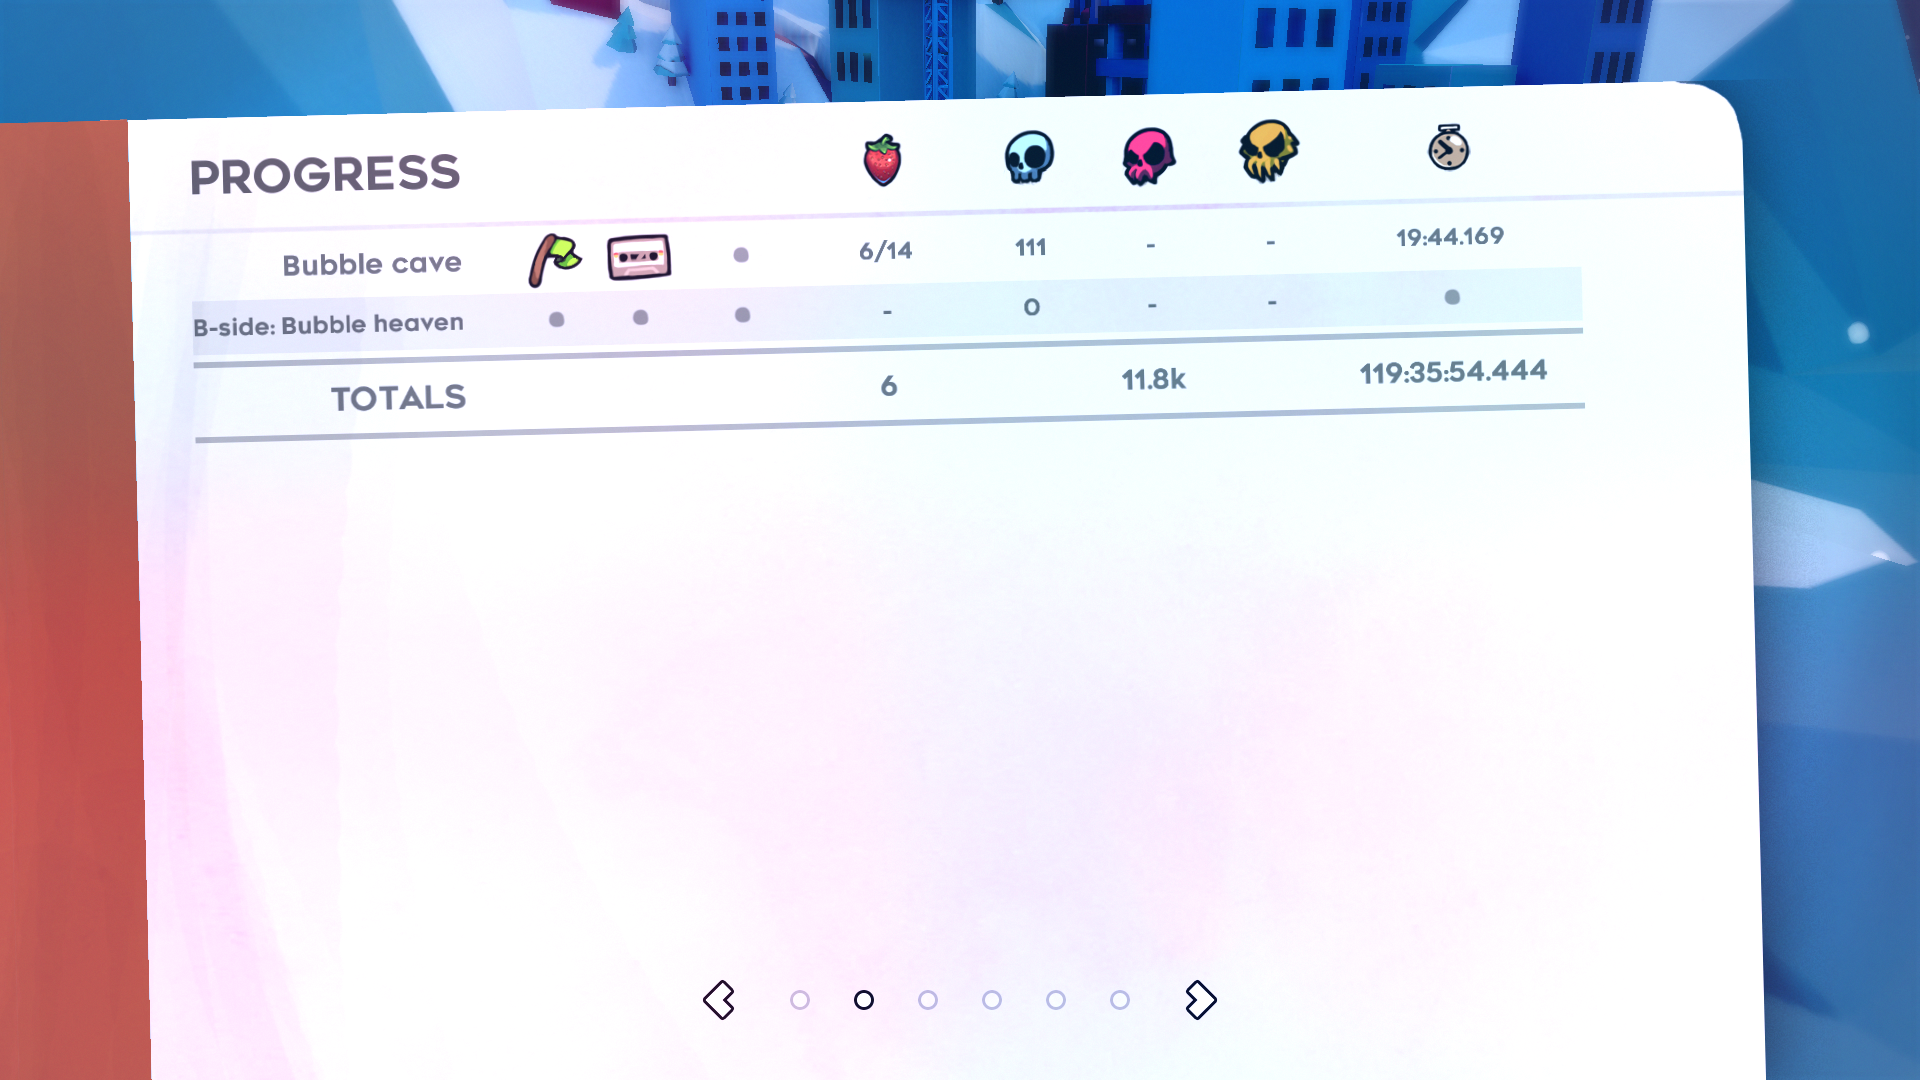 PROGRESS
Bubble cave 6/14 111 - - 19:44.169
B-side: Bubble heaven - 0 - -
TOTALS 6 11.8k 119:35:54.444